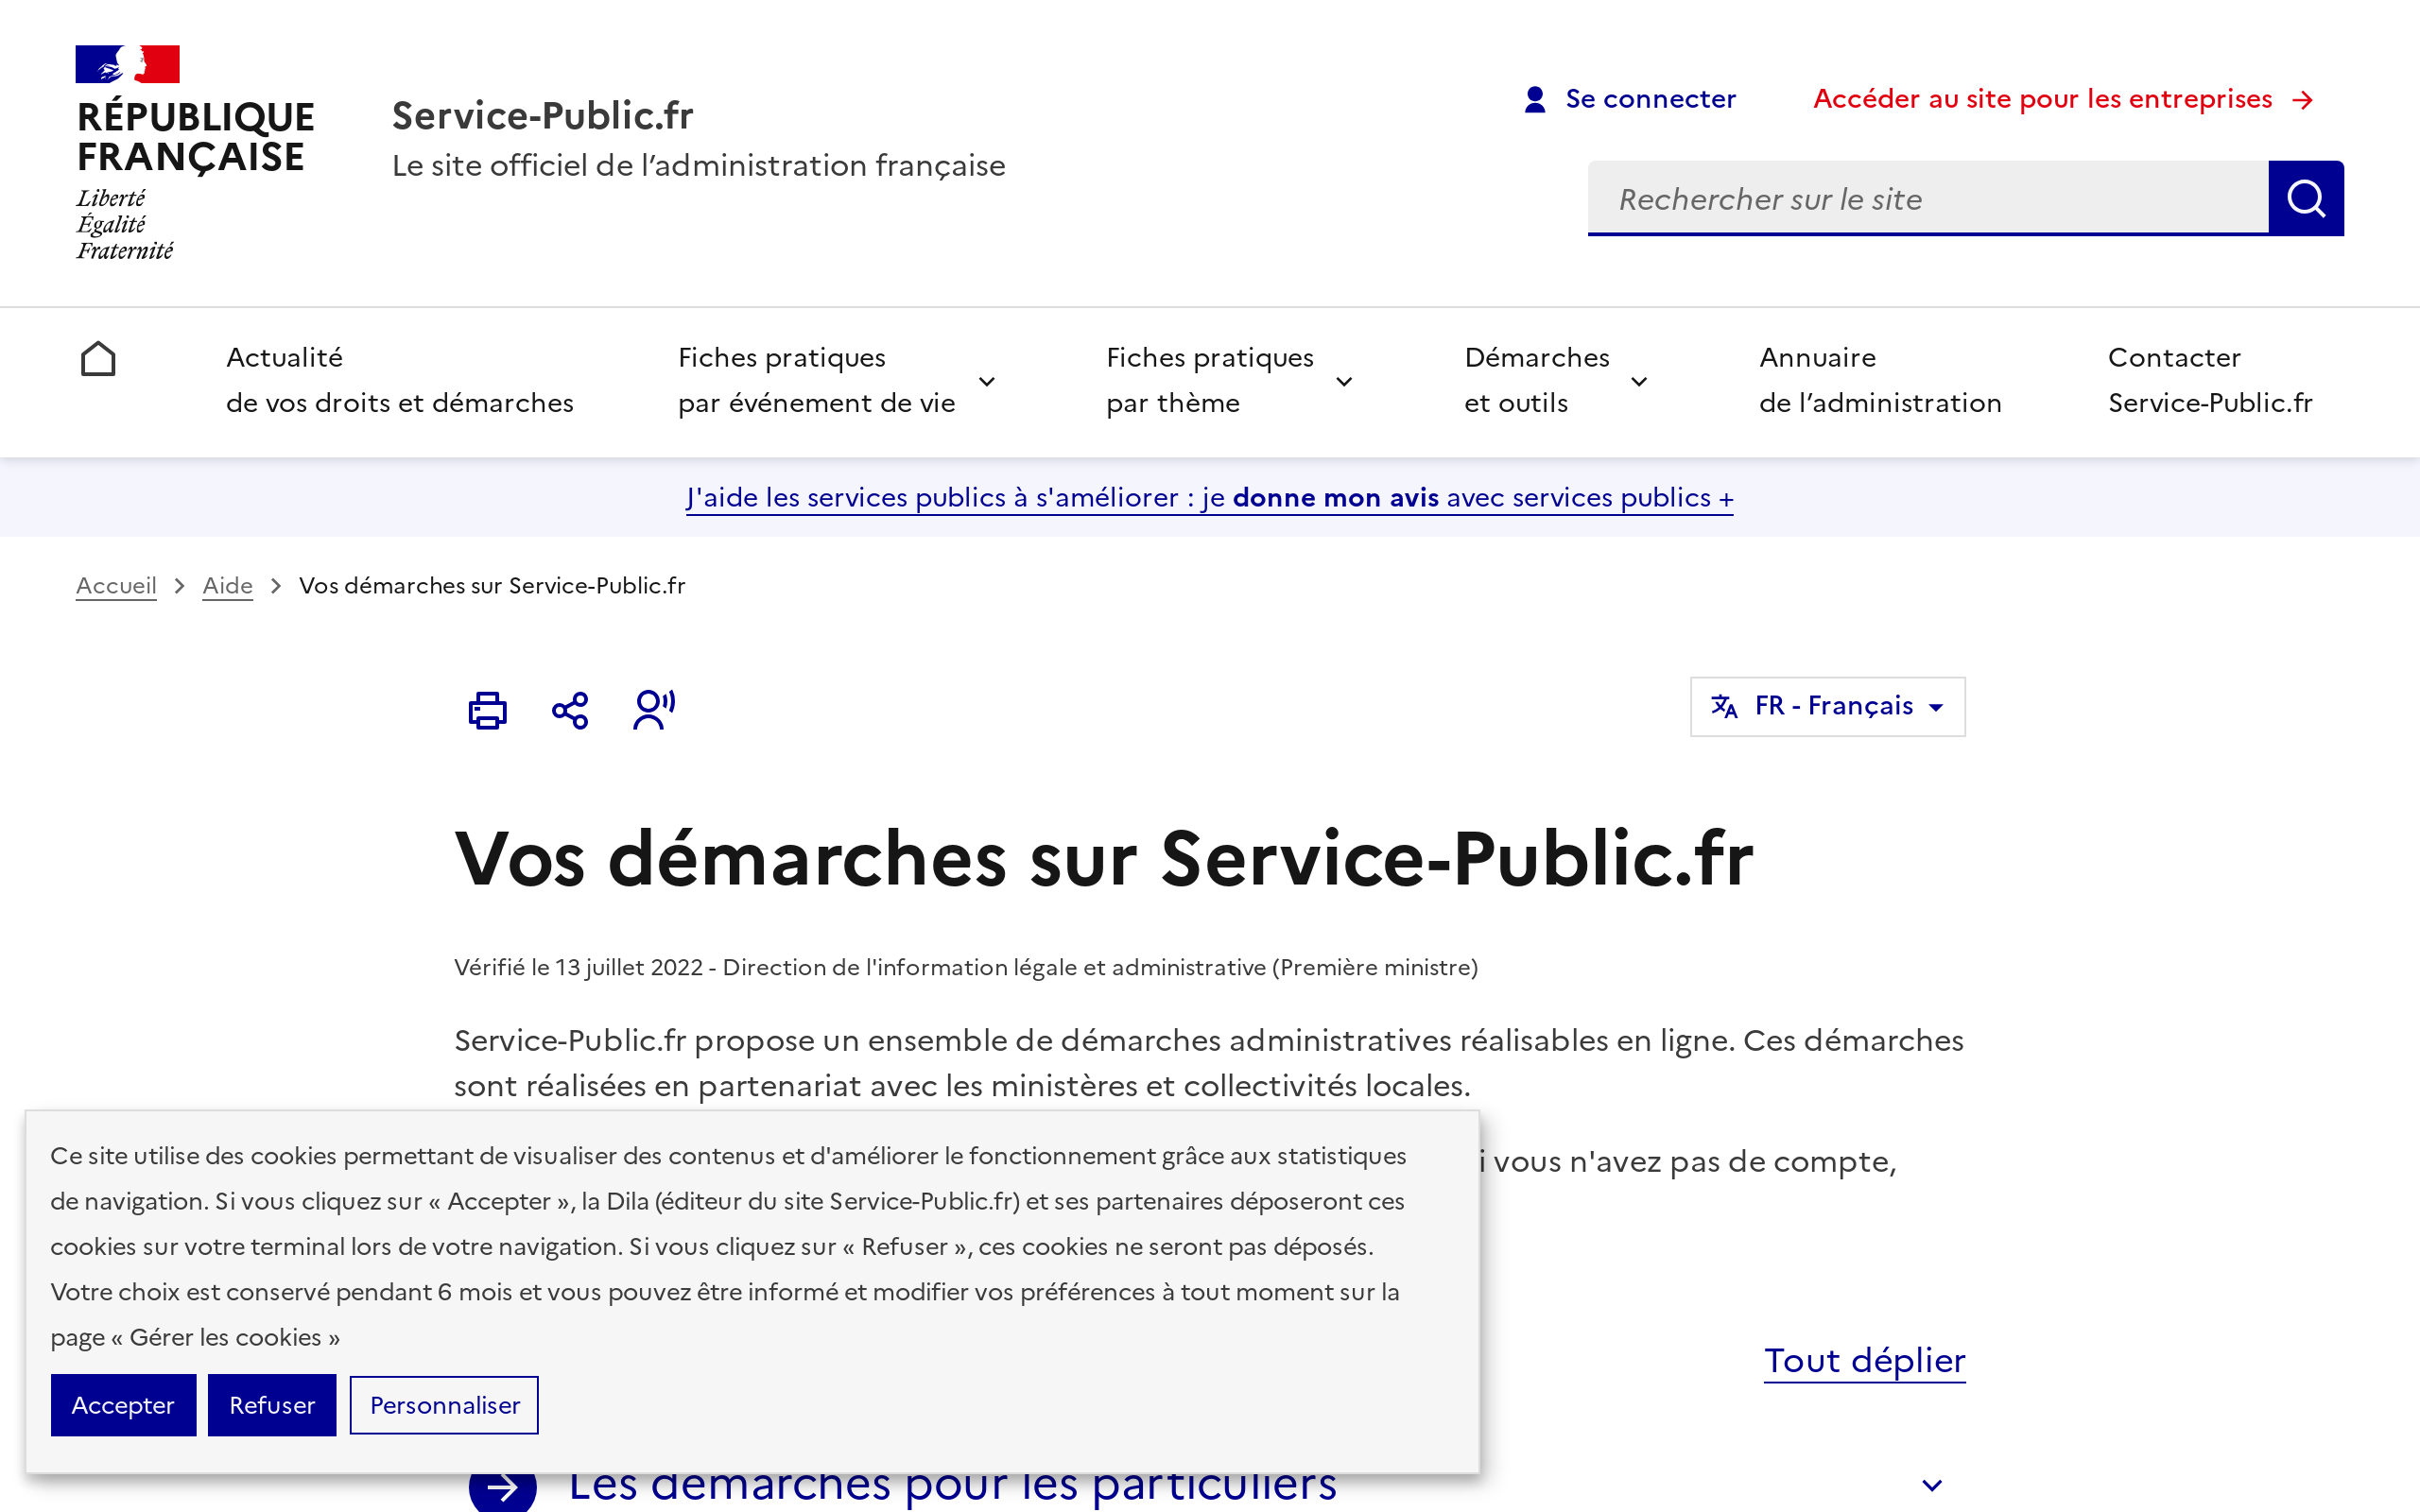 RÉPUBLIQUE
FRANÇAISE
Liberté
Égalité
Fraternité
Service-Public.fr
Le site officiel de l’administration française
Se connecter
Accéder au site pour les entreprises
Rechercher sur le site
Actualité
de vos droits et démarches
Fiches pratiques
par événement de vie
Fiches pratiques
par thème
Démarches
et outils
Annuaire
de l’administration
Contacter
Service-Public.fr
J'aide les services publics à s'améliorer : je donne mon avis avec services publics +
Accueil
Aide
Vos démarches sur Service-Public.fr
FR - Français
Vos démarches sur Service-Public.fr
Vérifié le 13 juillet 2022 - Direction de l'information légale et administrative (Première ministre)
Service-Public.fr propose un ensemble de démarches administratives réalisables en ligne. Ces démarches
sont réalisées en partenariat avec les ministères et collectivités locales.
vous n'avez pas de compte,
Ce site utilise des cookies permettant de visualiser des contenus et d'améliorer le fonctionnement grâce aux statistiques
de navigation. Si vous cliquez sur « Accepter », la Dila (éditeur du site Service-Public.fr) et ses partenaires déposeront ces
cookies sur votre terminal lors de votre navigation. Si vous cliquez sur « Refuser », ces cookies ne seront pas déposés.
Votre choix est conservé pendant 6 mois et vous pouvez être informé et modifier vos préférences à tout moment sur la
page « Gérer les cookies »
Accepter
Refuser
Personnaliser
Tout déplier
Les démarches pour les particuliers